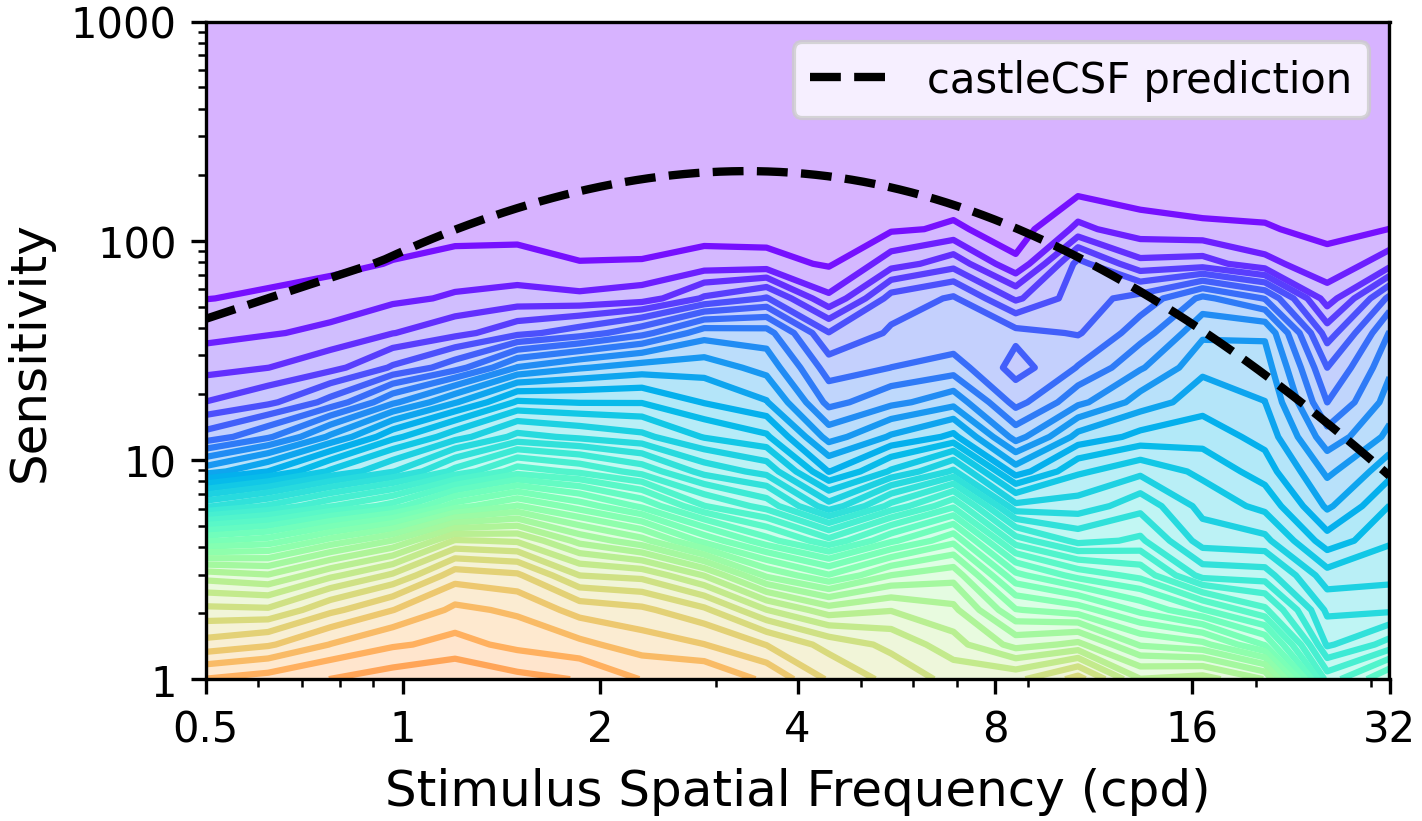 1000
100
10
1
Sensitivity
castleCSF prediction
0.5 1 2 4 8 16 32
Stimulus Spatial Frequency (cpd)